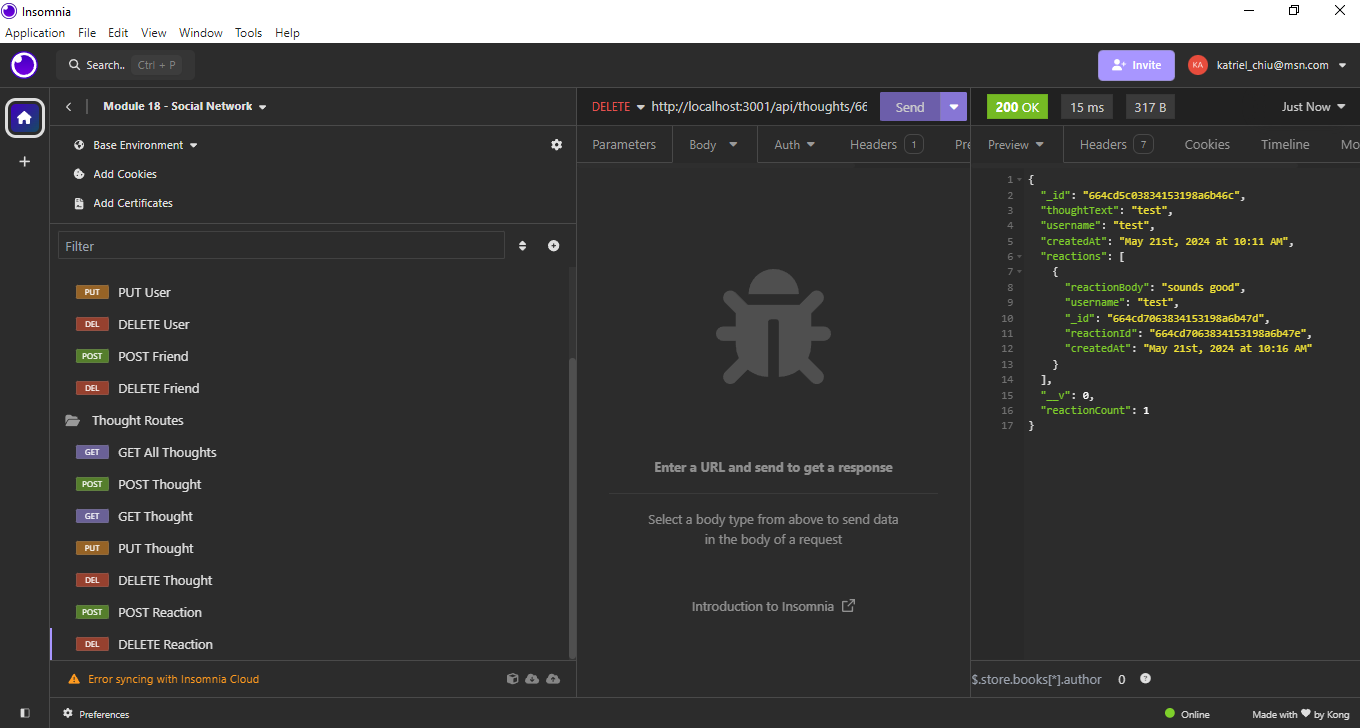 Insomnia
Application File Edit View Window Tools Help
Search.. Ctrl + P
Invite
KA katriel_chiu@msn.com
Module 18 - Social Network
Base Environment
Add Cookies
Add Certificates
Filter
PUT PUT User
DEL DELETE User
POST POST Friend
DEL DELETE Friend
Thought Routes
GET GET All Thoughts
POST POST Thought
GET GET Thought
PUT PUT Thought
DEL DELETE Thought
POST POST Reaction
DEL DELETE Reaction
Error syncing with Insomnia Cloud
DELETE http://localhost:3001/api/thoughts/66 Send
Parameters Body Auth Headers 1 Pre
Enter a URL and send to get a response
Select a body type from above to send data
in the body of a request
Introduction to Insomnia
200 OK 15 ms 317 B Just Now
Preview Headers 7 Cookies Timeline Mo
1 {
2 "_id": "664cd5c03834153198a6b46c",
3 "thoughtText": "test",
4 "username": "test",
5 "createdAt": "May 21st, 2024 at 10:11 AM",
6 "reactions": [
7 {
8 "reactionBody": "sounds good",
9 "username": "test",
10 "_id": "664cd7063834153198a6b47d",
11 "reactionId": "664cd7063834153198a6b47e",
12 "createdAt": "May 21st, 2024 at 10:16 AM"
13 }
14 ],
15 "__v": 0,
16 "reactionCount": 1
17 }
$.store.books[*].author 0 ?
Preferences
Online Made with ❤ by Kong